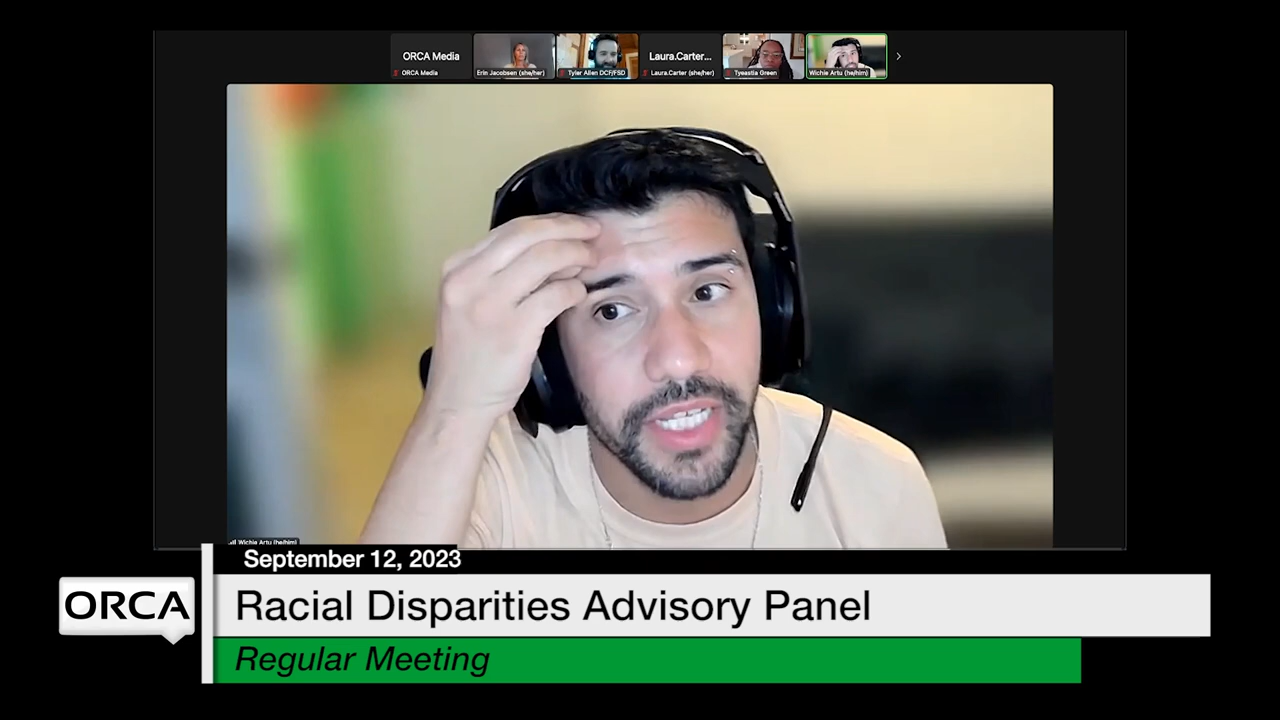 ORCA Media
Laura.Carter...
ORCA Media
Erin Jacobsen (she/her)
Tyler Allen DCF/FSD
Laura.Carter (she/her)
Tyeastia Green
Wichie Artu (he/him)
Wichie Artu (he/him)
September 12, 2023
ORCA
Racial Disparities Advisory Panel
Regular Meeting